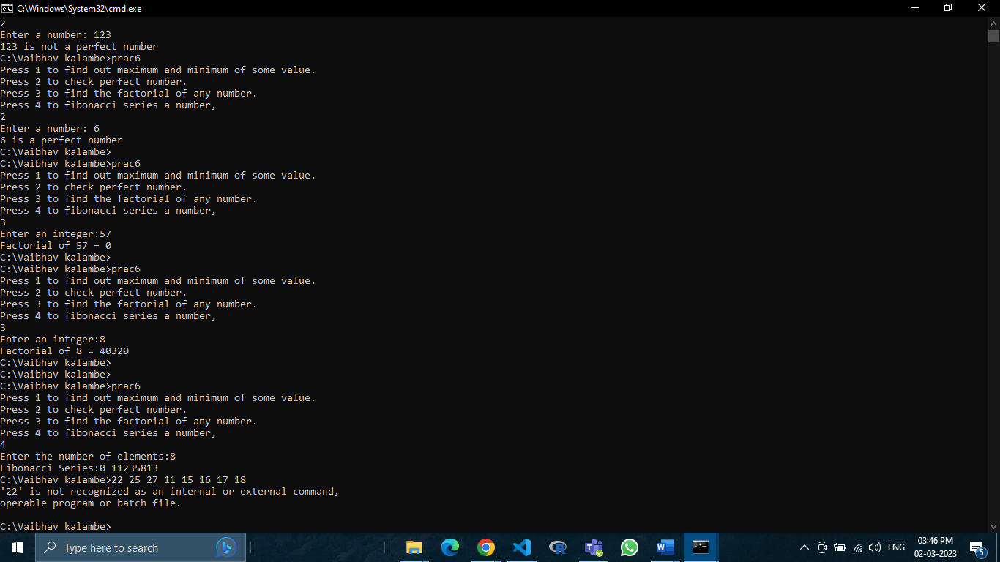 C:\Windows\System32\cmd.exe
2
Enter a number: 123
123 is not a perfect number
C:\Vaibhav kalambe>prac6
Press 1 to find out maximum and minimum of some value.
Press 2 to check perfect number.
Press 3 to find the factorial of any number.
Press 4 to fibonacci series a number,
2
Enter a number: 6
6 is a perfect number
C:\Vaibhav kalambe>
C:\Vaibhav kalambe>prac6
Press 1 to find out maximum and minimum of some value.
Press 2 to check perfect number.
Press 3 to find the factorial of any number.
Press 4 to fibonacci series a number,
3
Enter an integer:57
Factorial of 57 = 0
C:\Vaibhav kalambe>
C:\Vaibhav kalambe>prac6
Press 1 to find out maximum and minimum of some value.
Press 2 to check perfect number.
Press 3 to find the factorial of any number.
Press 4 to fibonacci series a number,
3
Enter an integer:8
Factorial of 8 = 40320
C:\Vaibhav kalambe>
C:\Vaibhav kalambe>
C:\Vaibhav kalambe>prac6
Press 1 to find out maximum and minimum of some value.
Press 2 to check perfect number.
Press 3 to find the factorial of any number.
Press 4 to fibonacci series a number,
4
Enter the number of elements:8
Fibonacci Series:0 11235813
C:\Vaibhav kalambe>22 25 27 11 15 16 17 18
'22' is not recognized as an internal or external command,
operable program or batch file.
C:\Vaibhav kalambe>
Type here to search
ENG
03:46 PM
02-03-2023
5